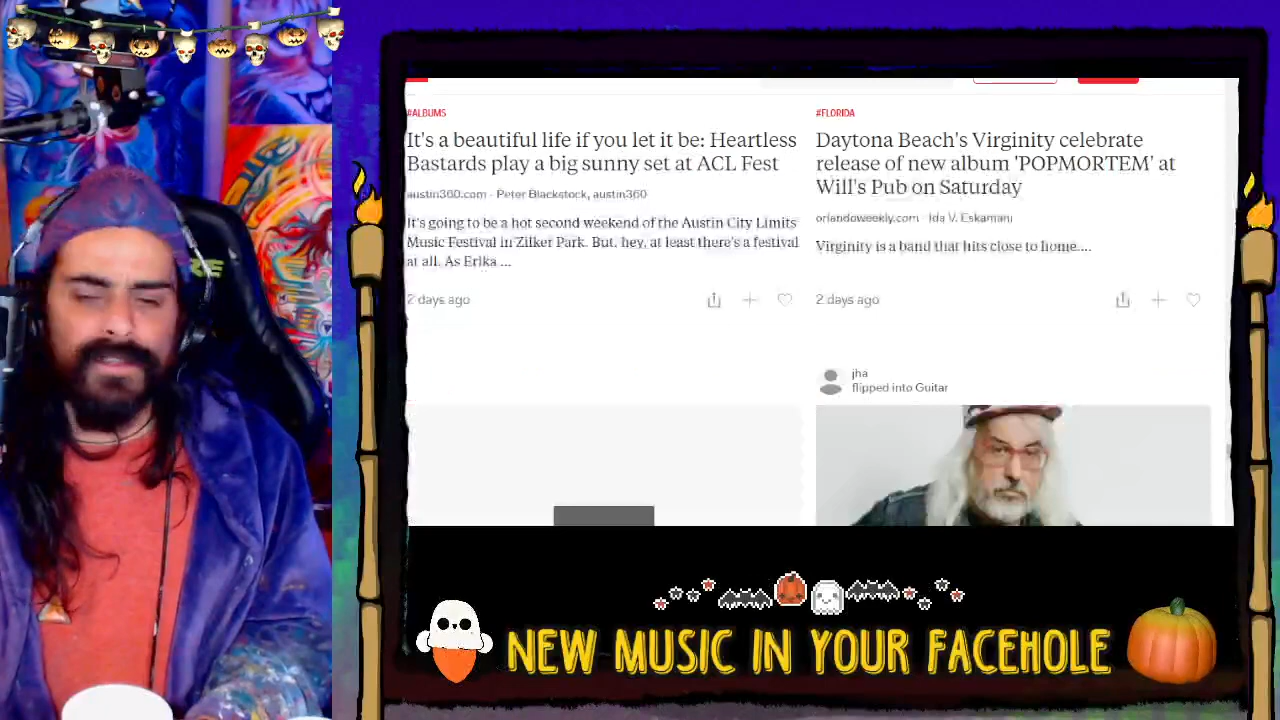 #ALBUMS
It's a beautiful life if you let it be: Heartless
Bastards play a big sunny set at ACL Fest
austin360.com - Peter Blackstock, austin360
It's going to be a hot second weekend of the Austin City Limits
Music Festival in Zilker Park. But, hey, at least there's a festival
at all. As Erika ...
2 days ago
#FLORIDA
Daytona Beach's Virginity celebrate
release of new album 'POPMORTEM' at
Will's Pub on Saturday
orlandoweekly.com · Ida V. Eskamani
Virginity is a band that hits close to home....
2 days ago
jha
flipped into Guitar
NEW MUSIC IN YOUR FACEHOLE